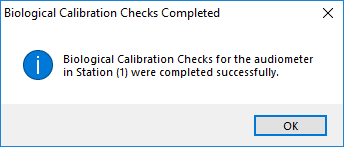 Biological Calibration Checks Completed
Biological Calibration Checks for the audiometer
in Station (1) were completed successfully.
OK